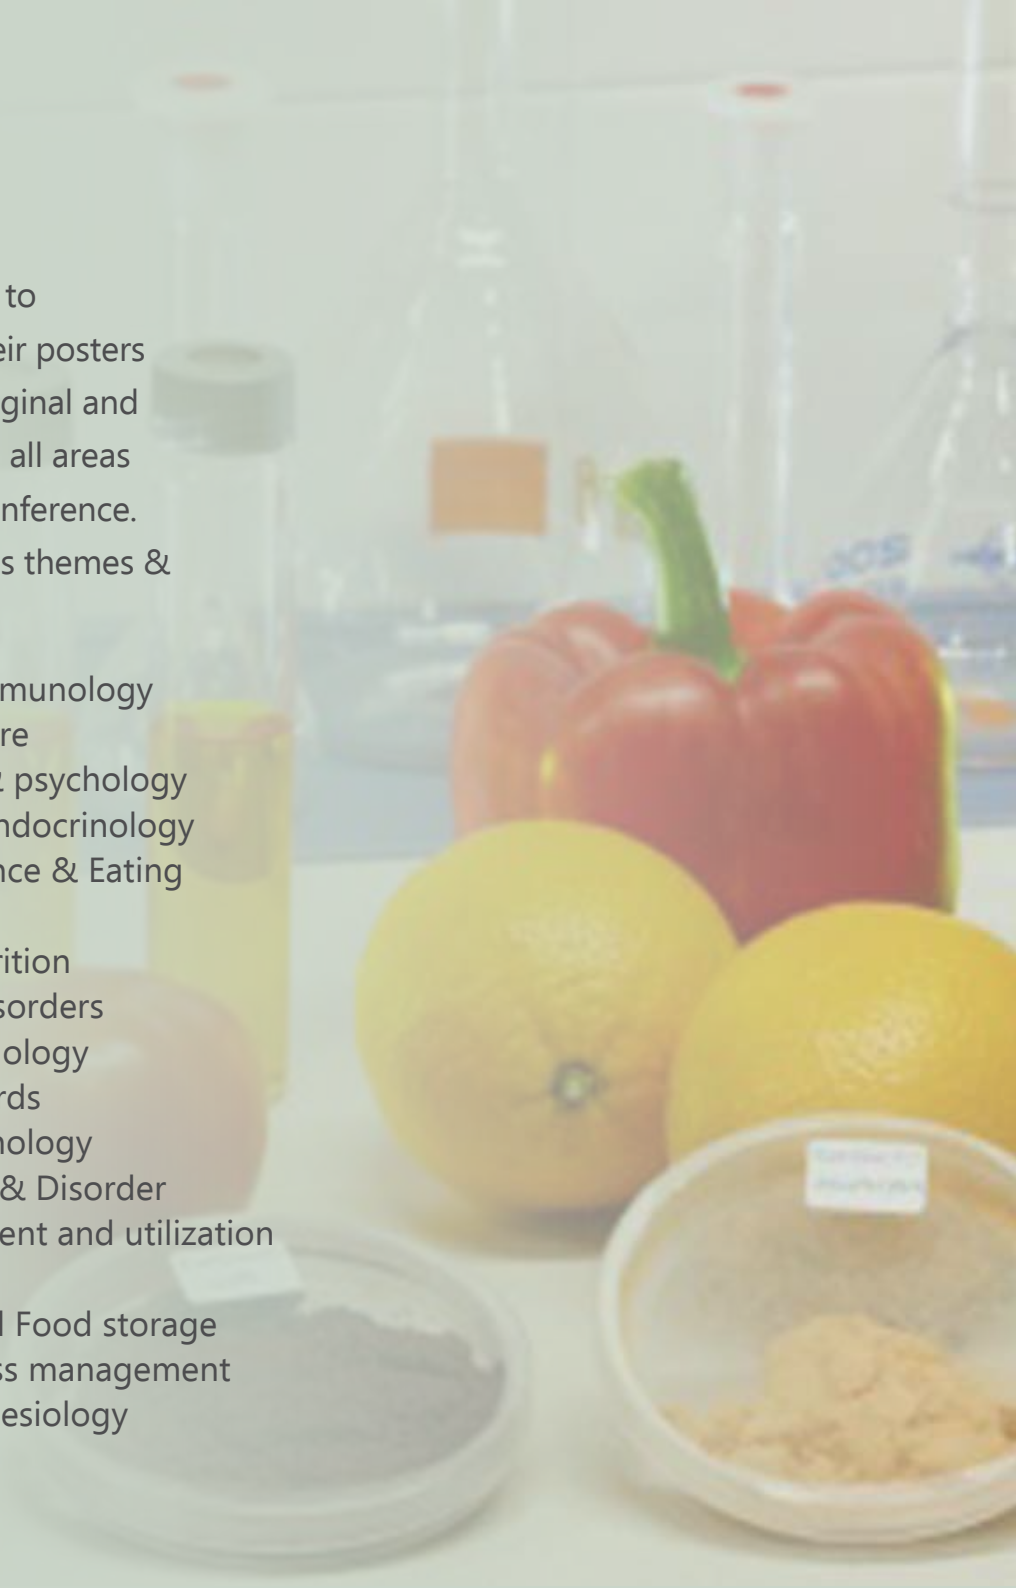 to
eir posters
ginal and
all areas
nference.
s themes &
munology
re
& psychology
ndocrinology
nce & Eating
rition
sorders
ology
rds
nology
& Disorder
ent and utilization
l Food storage
ss management
esiology